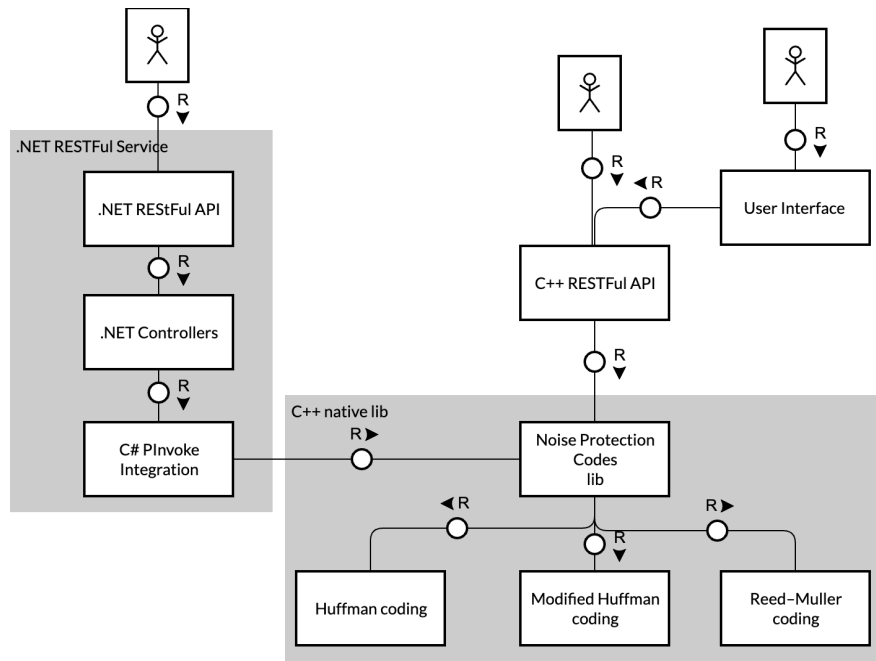 R
.NET RESTFul Service
.NET REStFul API
R
.NET Controllers
R
C# PInvoke
Integration
R
R
R
User Interface
C++ RESTFul API
R
C++ native lib
R
Noise Protection
Codes
lib
R
R
R
Huffman coding
Modified Huffman
coding
Reed–Muller
coding